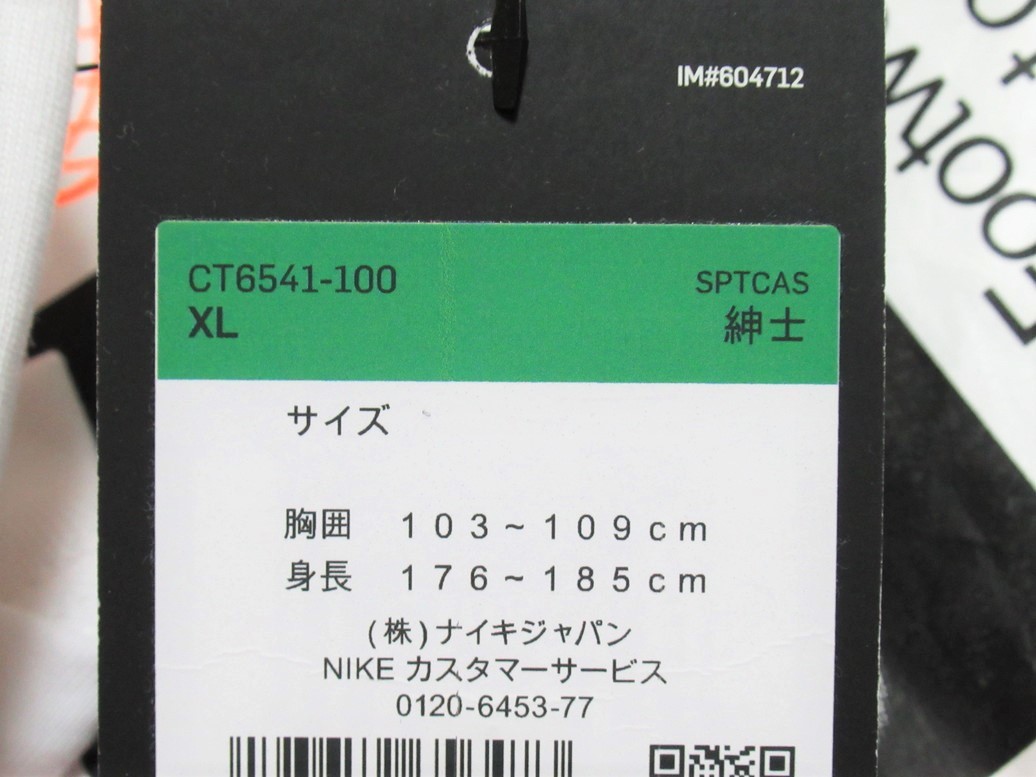 IM#604712
CT6541-100
SPTCAS
XL
紳士
サイズ
胸囲 103~109cm
身長 176~185cm
(株)ナイキジャパン
NIKE カスタマーサービス
0120-6453-77